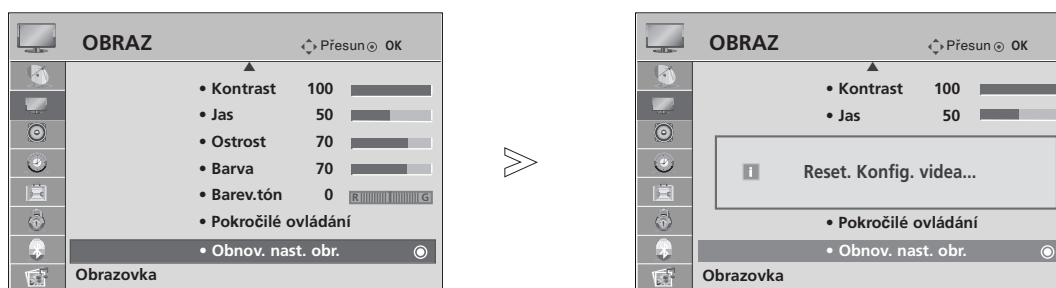 OBRAZ Přesun OK
• Kontrast 100
• Jas 50
• Ostrost 70
• Barva 70
• Barev.tón 0 R G
• Pokročilé ovládání
• Obnov. nast. obr.
Obrazovka
OBRAZ Přesun OK
• Kontrast 100
• Jas 50
i Reset. Konfig. videa...
• Pokročilé ovládání
• Obnov. nast. obr.
Obrazovka